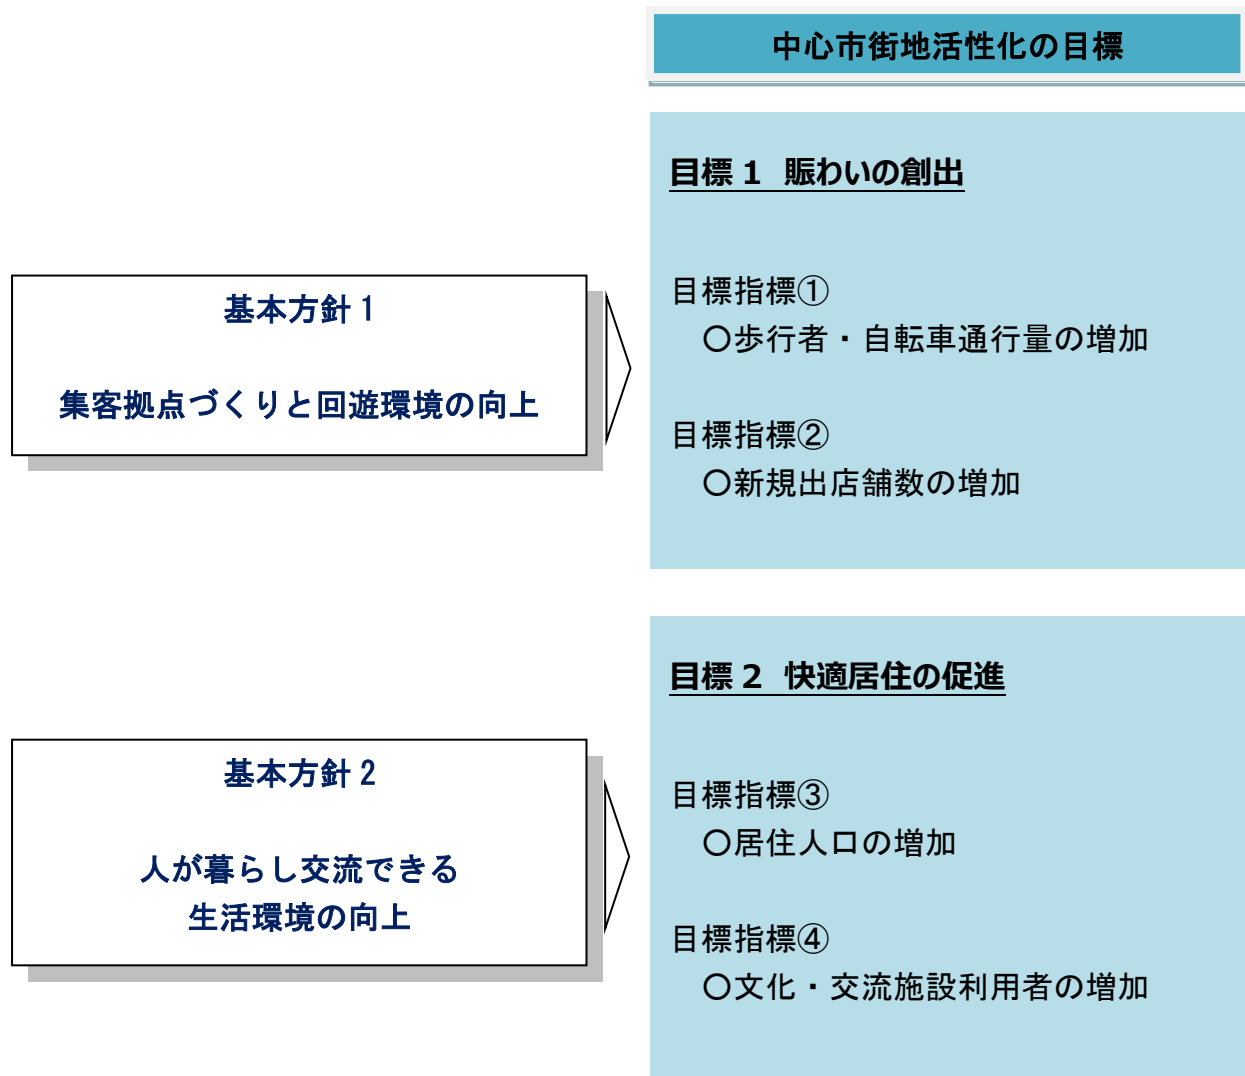 中心市街地活性化の目標
基本方針1
集客拠点づくりと回遊環境の向上
目標1 賑わいの創出
目標指標①
〇歩行者・自転車通行量の増加
目標指標②
〇新規出店舗数の増加
基本方針2
人が暮らし交流できる
生活環境の向上
目標2 快適居住の促進
目標指標③
〇居住人口の増加
目標指標④
〇文化・交流施設利用者の増加